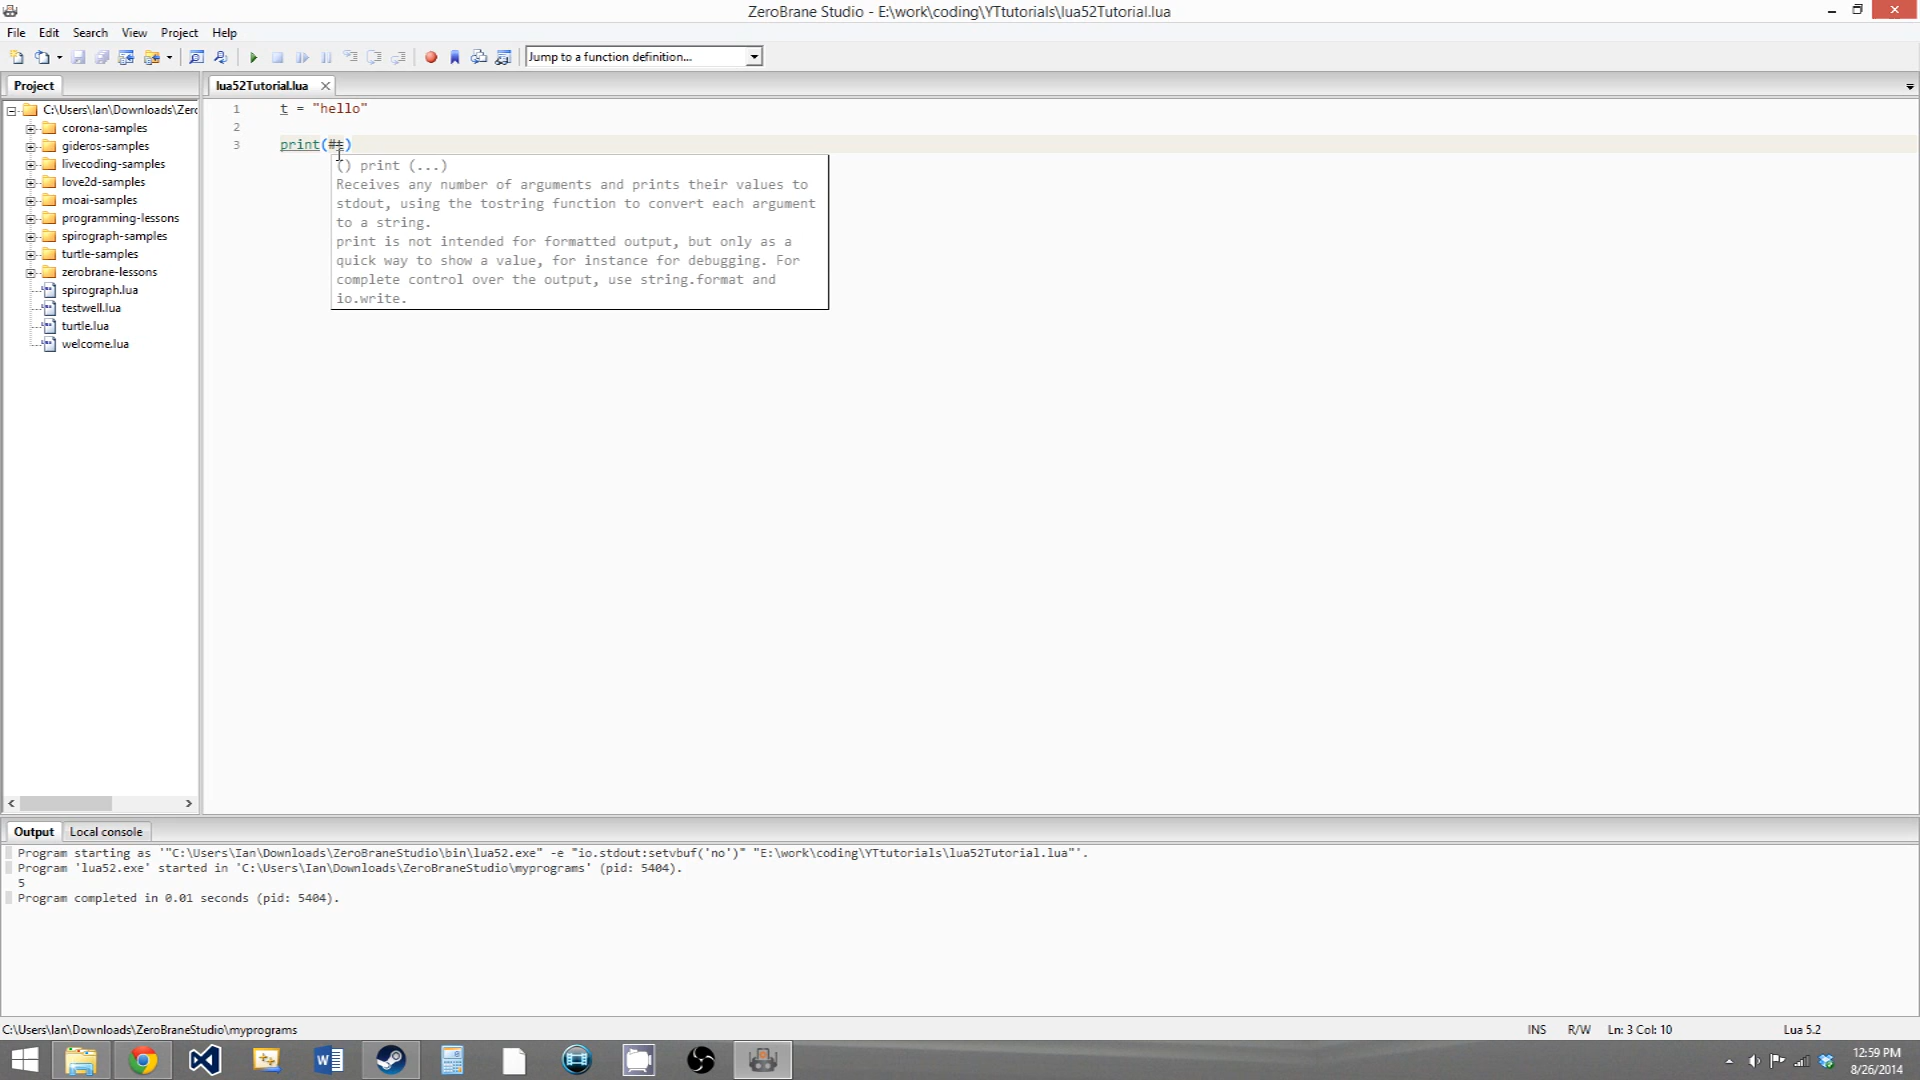 ZeroBrane Studio - E:\work\coding\YTtutorials\lua52Tutorial.lua
File Edit Search View Project Help
Jump to a function definition...
Project
lua52Tutorial.lua
C:\Users\Ian\Downloads\Zero
corona-samples
gideros-samples
livecoding-samples
love2d-samples
moai-samples
programming-lessons
spirograph-samples
turtle-samples
zerobrane-lessons
spirograph.lua
testwell.lua
turtle.lua
welcome.lua
1 t = "hello"
2
3 print(#t)
() print (...)
Receives any number of arguments and prints their values to
stdout, using the tostring function to convert each argument
to a string.
print is not intended for formatted output, but only as a
quick way to show a value, for instance for debugging. For
complete control over the output, use string.format and
io.write.
Output Local console
Program starting as '"C:\Users\Ian\Downloads\ZeroBraneStudio\bin\lua52.exe" -e "io.stdout:setvbuf('no')" "E:\work\coding\YTtutorials\lua52Tutorial.lua"'.
Program 'lua52.exe' started in 'C:\Users\Ian\Downloads\ZeroBraneStudio\myprograms' (pid: 5404).
5
Program completed in 0.01 seconds (pid: 5404).
C:\Users\Ian\Downloads\ZeroBraneStudio\myprograms INS R/W Ln: 3 Col: 10 Lua 5.2
12:59 PM
8/26/2014